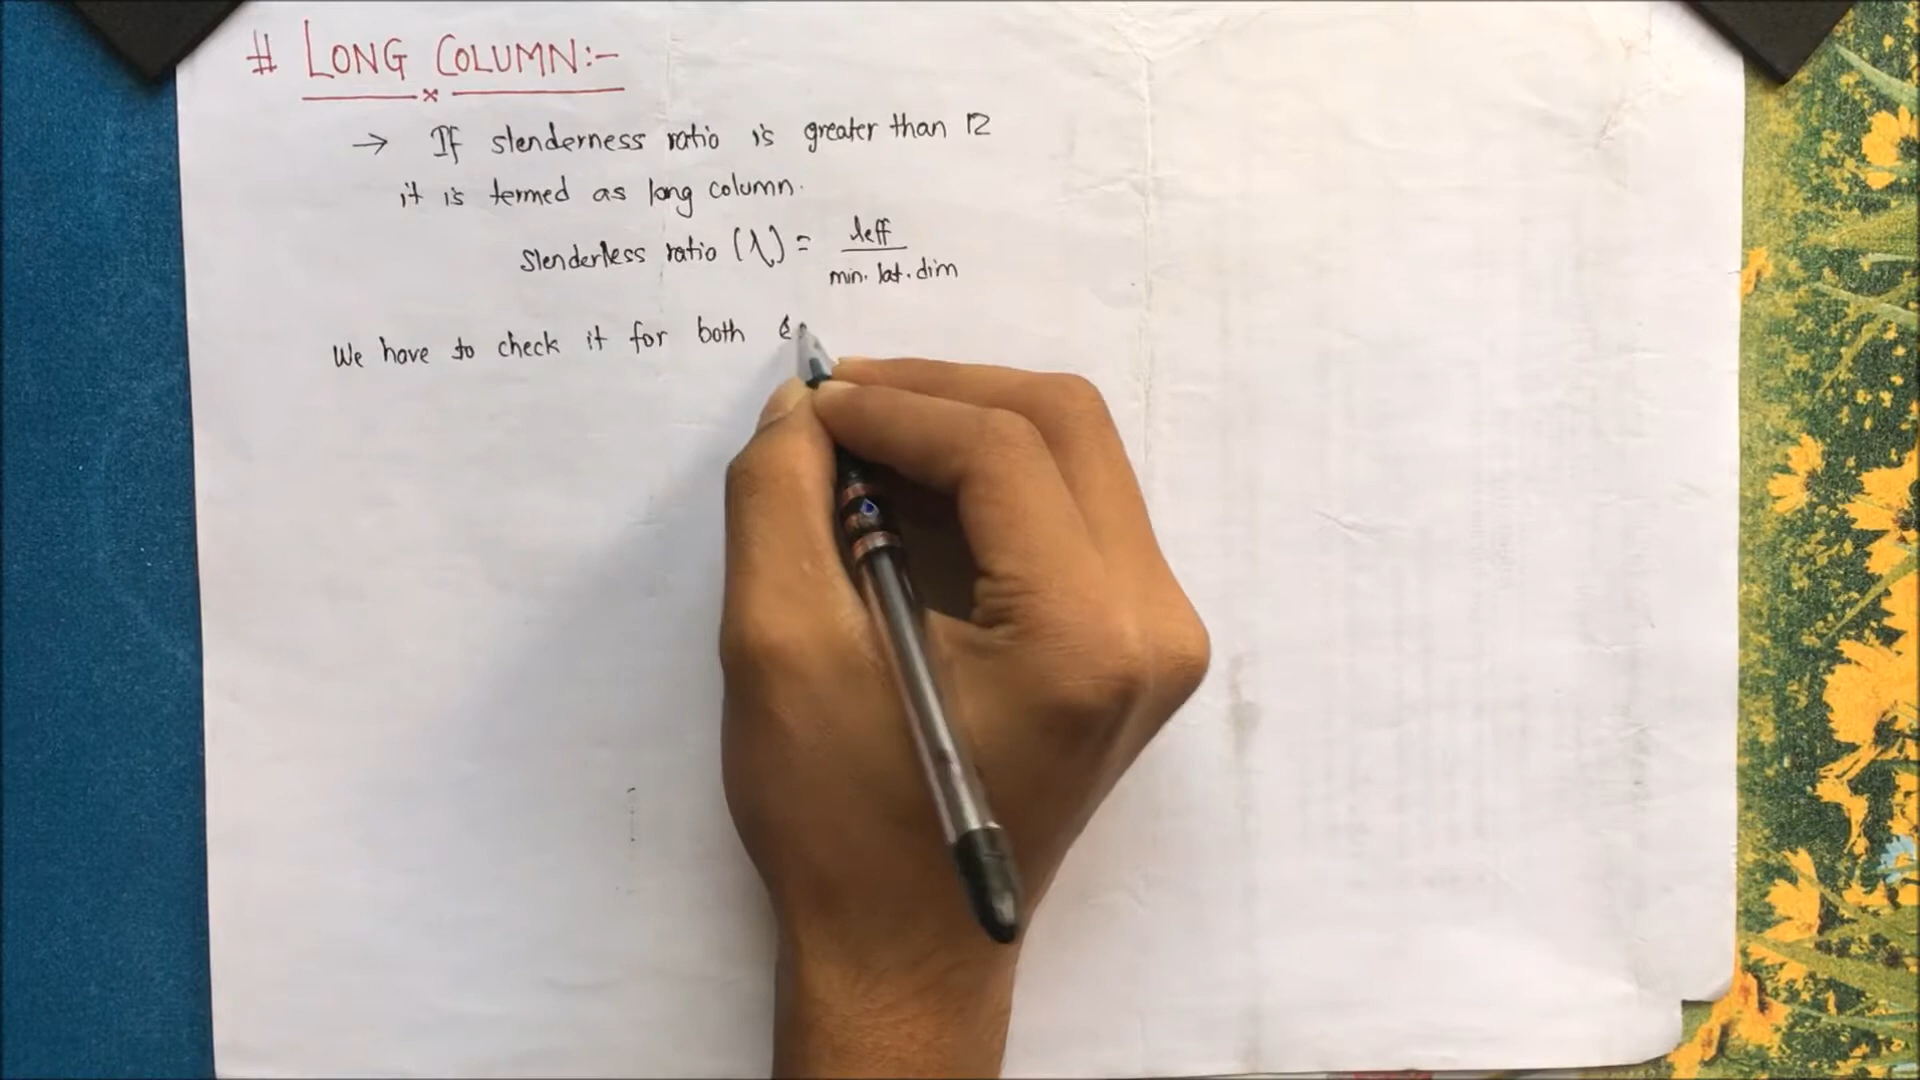 # LONG COLUMN:-
→ If slenderness ratio is greater than 12
it is termed as long column.
Slenderless ratio (λ) = leff / min. lat. dim
We have to check it for both